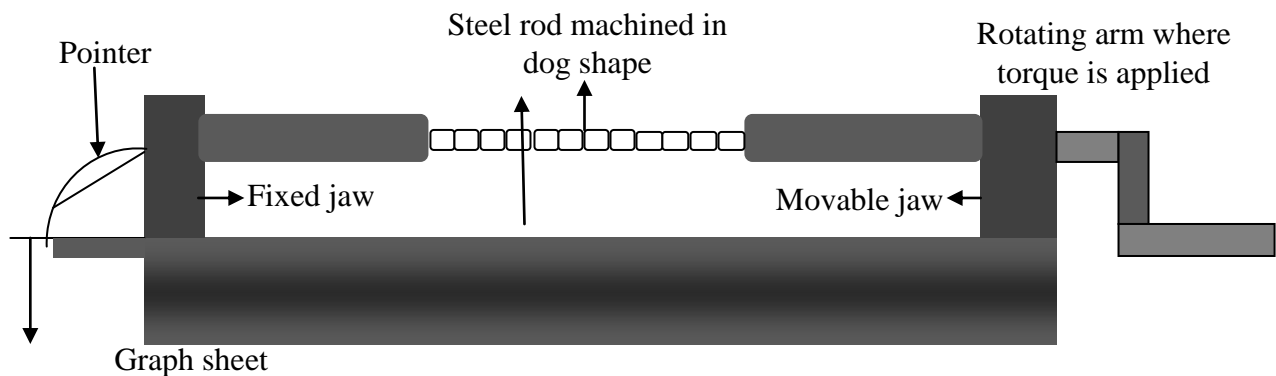 Pointer
Steel rod machined in
dog shape
Rotating arm where
torque is applied
Fixed jaw
Movable jaw
Graph sheet